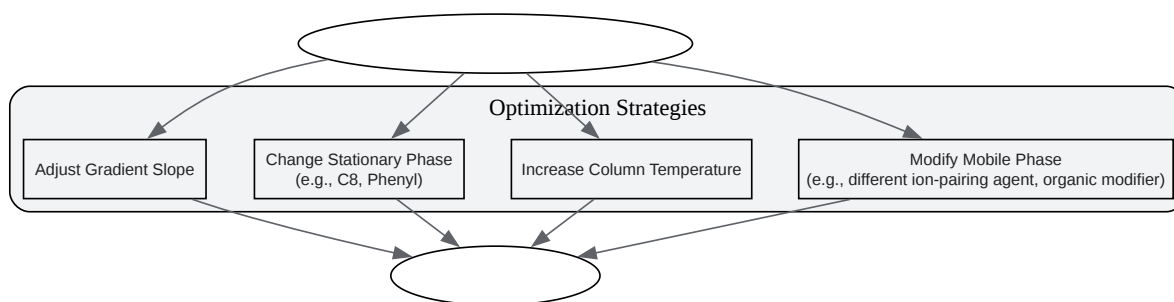 Optimization Strategies
Adjust Gradient Slope
Change Stationary Phase
(e.g., C8, Phenyl)
Increase Column Temperature
Modify Mobile Phase
(e.g., different ion-pairing agent, organic modifier)